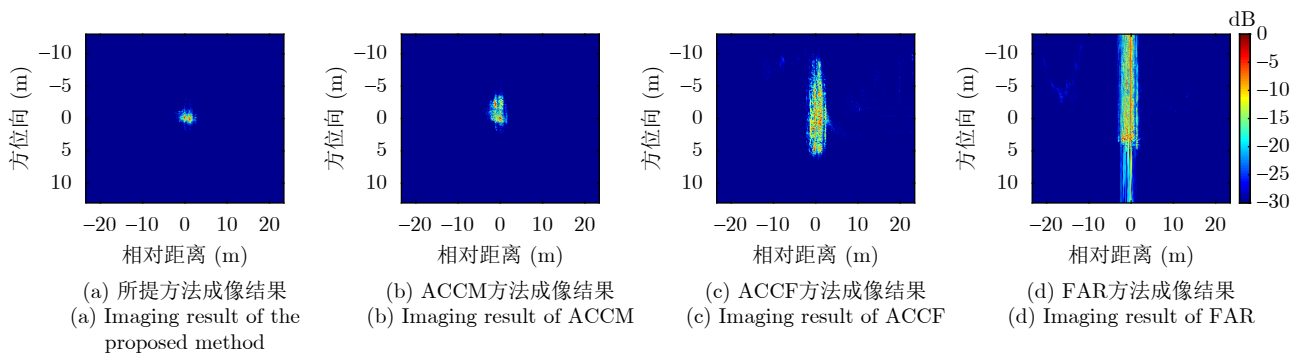 dB
−10
−5
0
5
10
方位向 (m)
−20 −10 0 10 20
相对距离 (m)
−10
−5
0
5
10
方位向 (m)
−20 −10 0 10 20
相对距离 (m)
−10
−5
0
5
10
方位向 (m)
−20 −10 0 10 20
相对距离 (m)
−10
−5
0
5
10
方位向 (m)
−20 −10 0 10 20
相对距离 (m)
0
−5
−10
−15
−20
−25
−30
(a) 所提方法成像结果
(a) Imaging result of the
proposed method
(b) ACCM方法成像结果
(b) Imaging result of ACCM
(c) ACCF方法成像结果
(c) Imaging result of ACCF
(d) FAR方法成像结果
(d) Imaging result of FAR